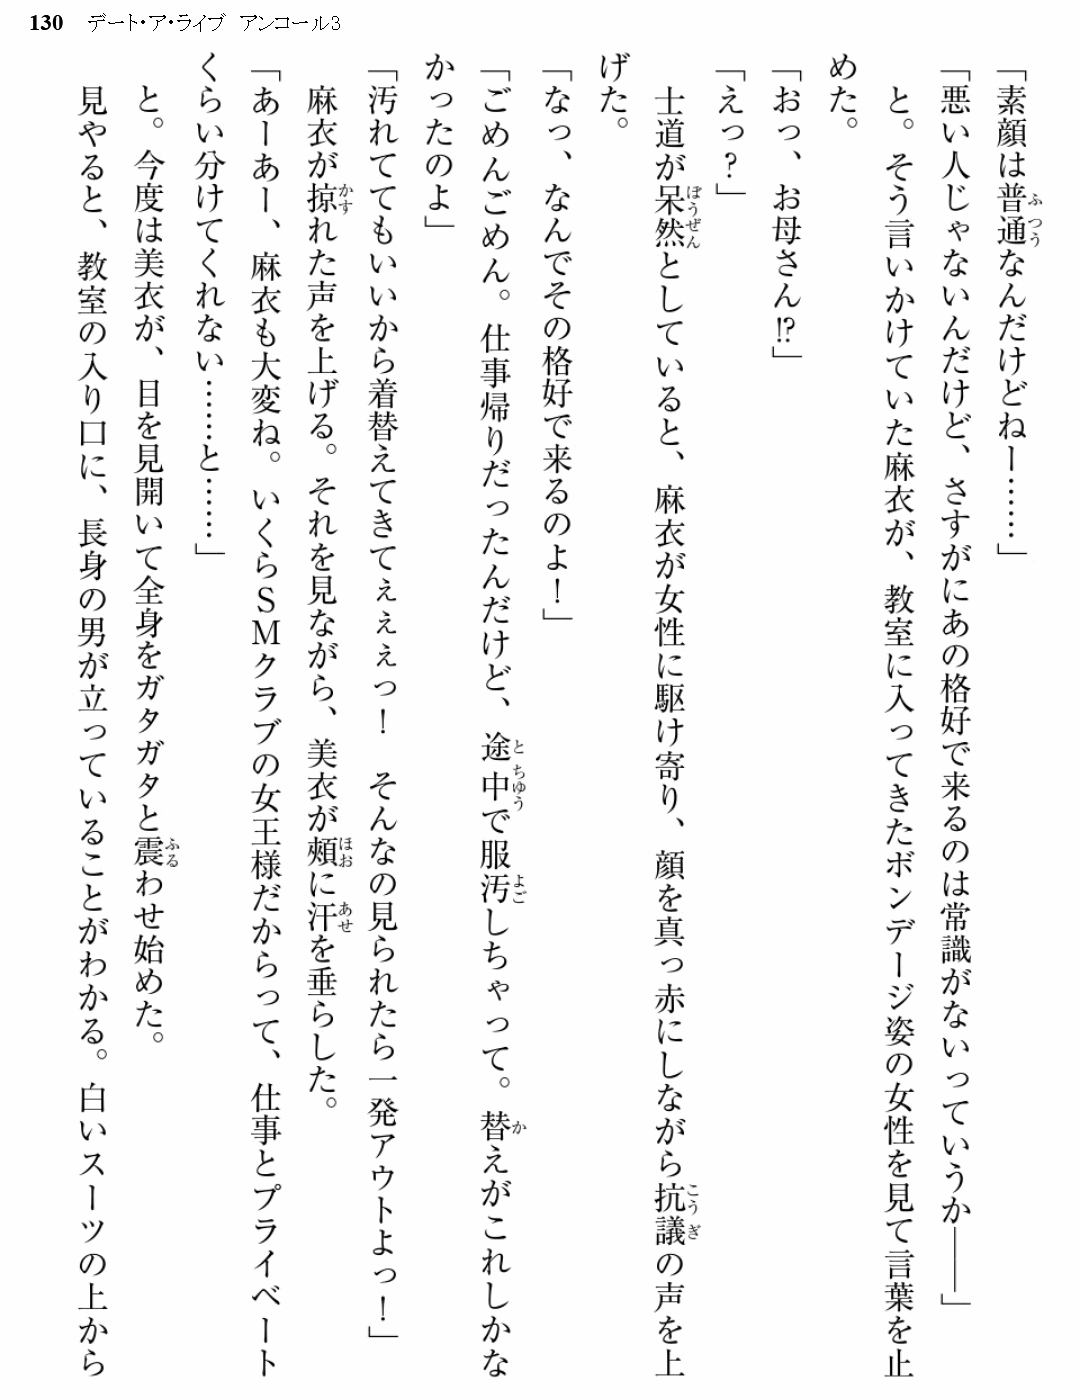 130 デート・ア・ライブ アンコール3
「素顔は普通なんだけどねー……」
「悪い人じゃないんだけど、さすがにあの格好で来るのは常識がないっていうか――」
と。そう言いかけていた麻衣が、教室に入ってきたボンデージ姿の女性を見て言葉を止
めた。
「おっ、お母さん!?」
「えっ?」
士道が呆然としていると、麻衣が女性に駆け寄り、顔を真っ赤にしながら抗議の声を上
げた。
「なっ、なんでその格好で来るのよ!」
「ごめんごめん。仕事帰りだったんだけど、途中で服汚しちゃって。替えがこれしかな
かったのよ」
「汚れててもいいから着替えてきてぇぇぇっ! そんなの見られたら一発アウトよっ!」
麻衣が掠れた声を上げる。それを見ながら、美衣が頰に汗を垂らした。
「あーあー、麻衣も大変ね。いくらSMクラブの女王様だからって、仕事とプライベート
くらい分けてくれない……と……」
と。今度は美衣が、目を見開いて全身をガタガタと震わせ始めた。
見やると、教室の入り口に、長身の男が立っていることがわかる。白いスーツの上から